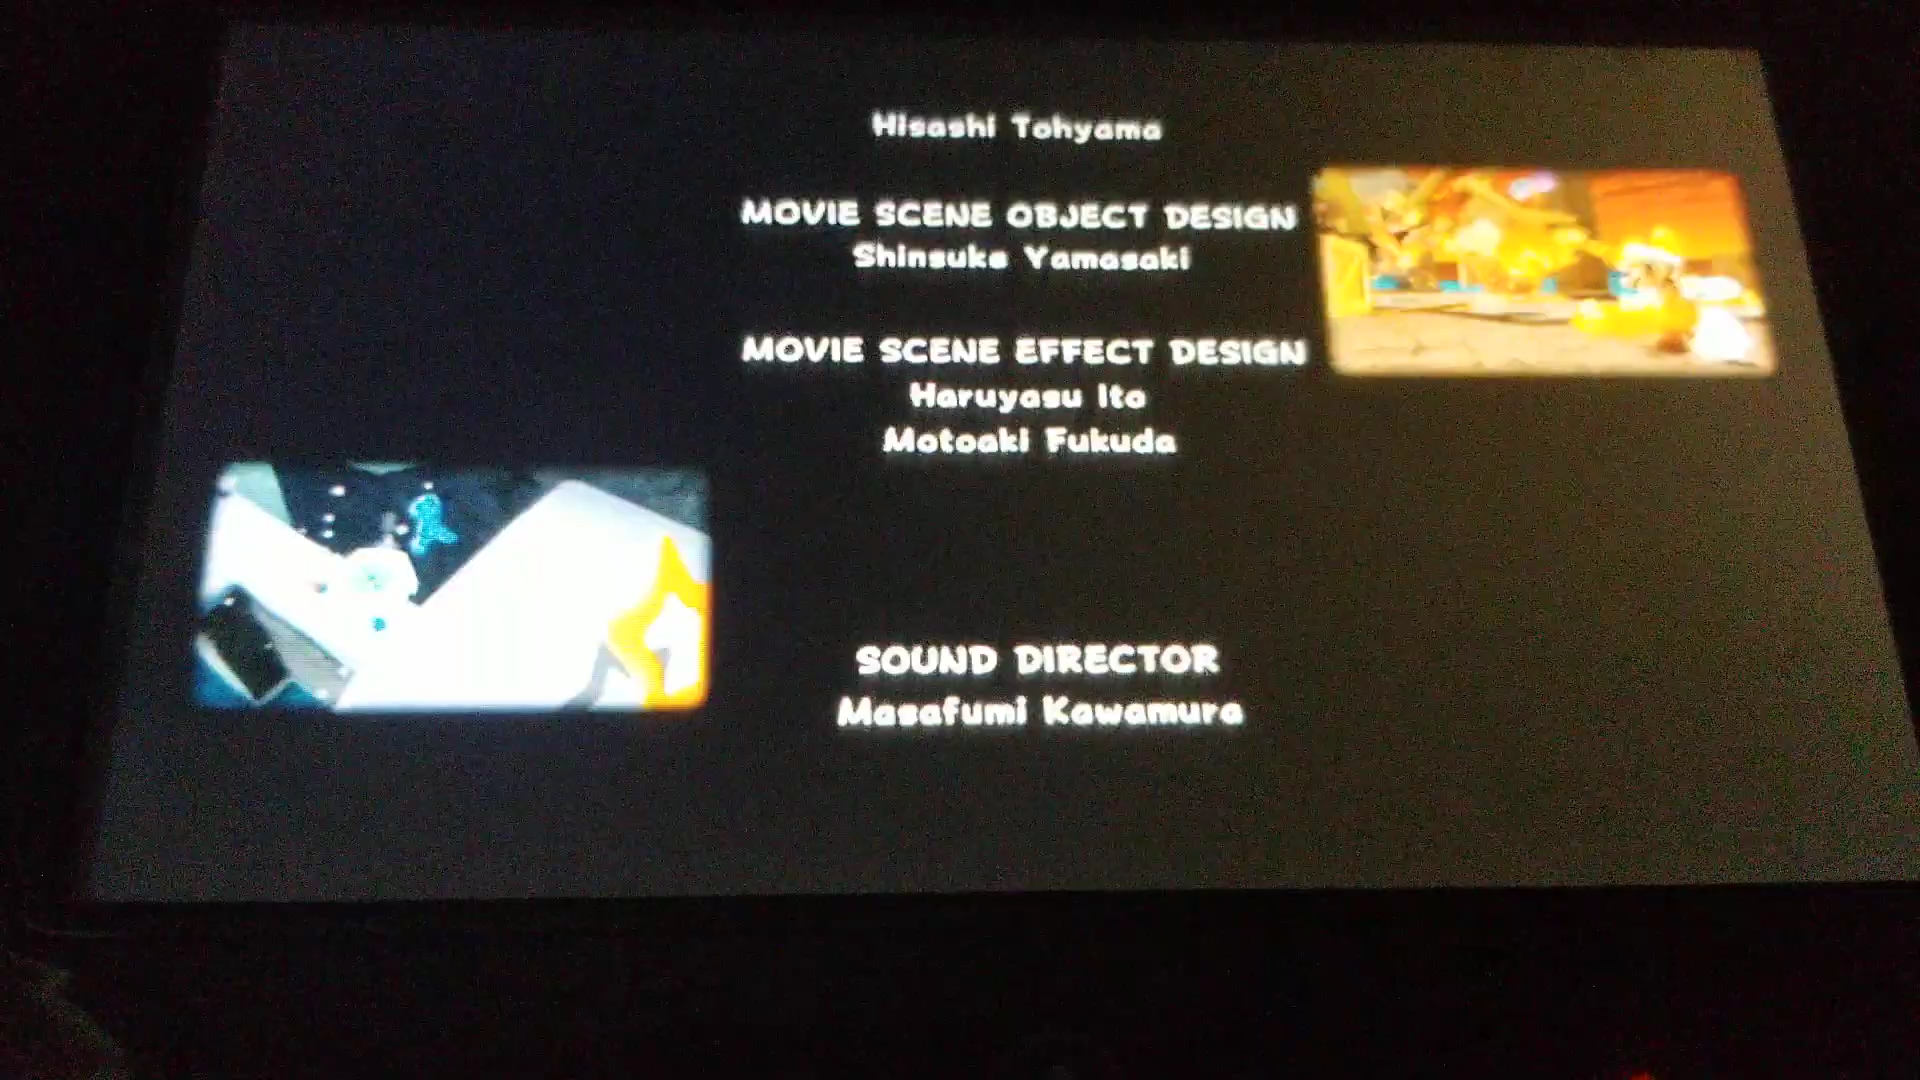 Hisashi Tohyama
MOVIE SCENE OBJECT DESIGN
Shinsuke Yamasaki
MOVIE SCENE EFFECT DESIGN
Haruyasu Ito
Motoaki Fukuda
SOUND DIRECTOR
Masafumi Kawamura